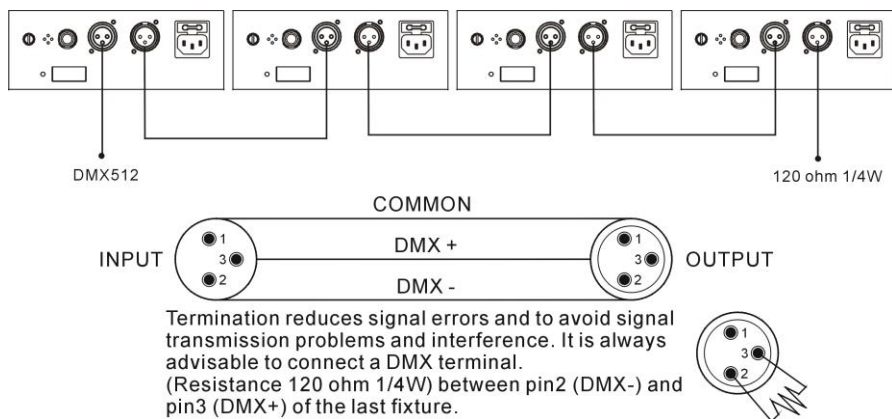 DMX512
120 ohm 1/4W
COMMON
INPUT
1
3
2
DMX +
DMX -
1
3
2
OUTPUT
Termination reduces signal errors and to avoid signal
transmission problems and interference. It is always
advisable to connect a DMX terminal.
(Resistance 120 ohm 1/4W) between pin2 (DMX-) and
pin3 (DMX+) of the last fixture.
1
3
2